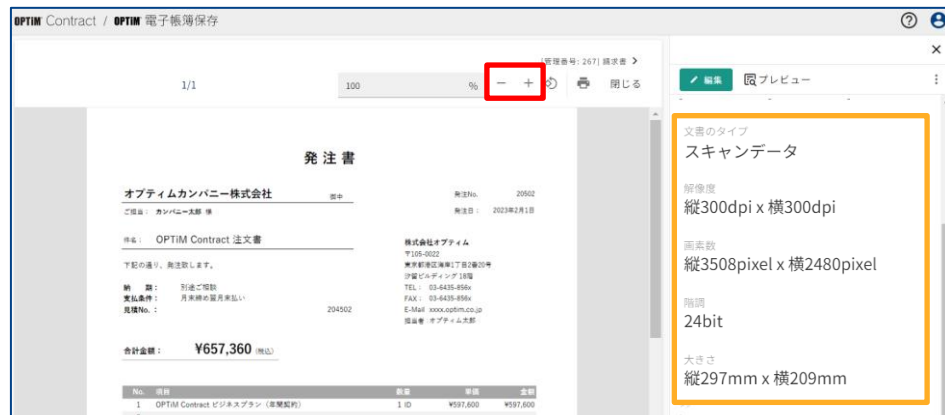 OPTiM Contract / OPTiM 電子帳簿保存
(管理番号: 267| 請求書 >
1/1
100 %
閉じる
編集
プレビュー
発注書
オプティムカンパニー株式会社 御中
ご担当： カンパニー太郎 様
発注No. 20502
発注日： 2023年2月1日
件名： OPTiM Contract 注文書
下記の通り、発注致します。
株式会社オプティム
〒105-0022
東京都港区海岸1丁目2番20号
汐留ビルディング 18階
TEL： 03-6435-856x
FAX： 03-6435-856x
E-Mail xxxx.optim.co.jp
担当者：オプティム太郎
納 期： 別途ご相談
支払条件： 月末締め翌月末払い
見積No.： 204502
合計金額： ¥657,360 (税込)
No. 項目 数量 単価 金額
1 OPTiM Contract ビジネスプラン（年間契約） 1 ID ¥597,600 ¥597,600
文書のタイプ
スキャンデータ
解像度
縦300dpi x 横300dpi
画素数
縦3508pixel x 横2480pixel
階調
24bit
大きさ
縦297mm x 横209mm